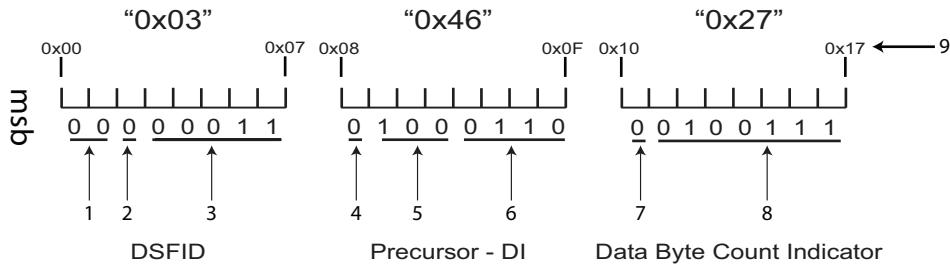 “0x03” “0x46” “0x27”
0x00 0x07 0x08 0x0F 0x10 0x17 9
msb
0 0 0 0 0 0 1 1 0 1 0 0 0 1 1 0 0 0 1 0 0 1 1 1
1 2 3 4 5 6 7 8
DSFID Precursor - DI Data Byte Count Indicator